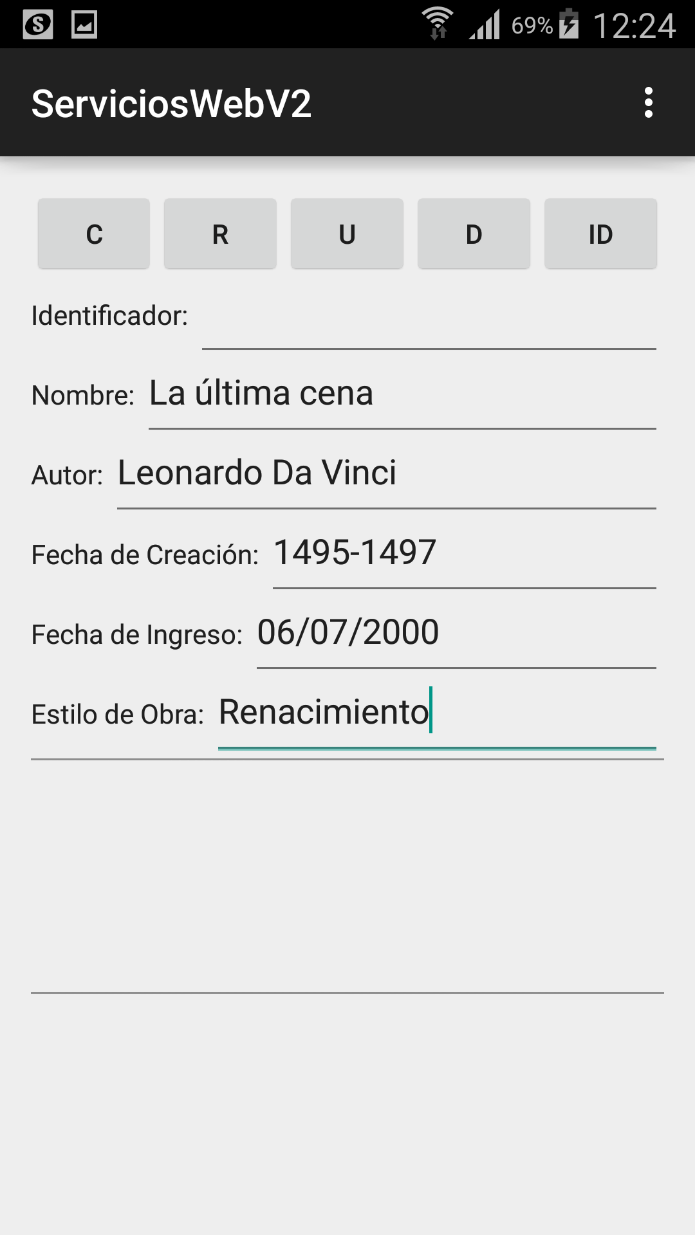 69% 12:24
ServiciosWebV2
C R U D ID
Identificador:
Nombre: La última cena
Autor: Leonardo Da Vinci
Fecha de Creación: 1495-1497
Fecha de Ingreso: 06/07/2000
Estilo de Obra: Renacimiento